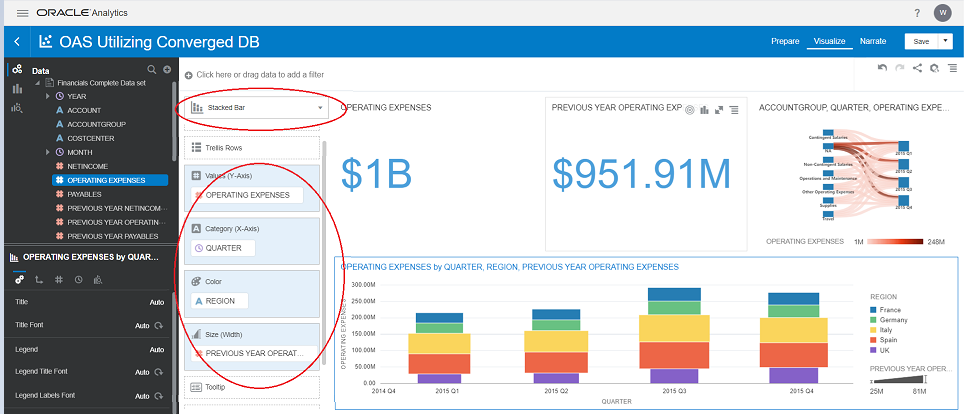 ORACLE Analytics
?
W
OAS Utilizing Converged DB
Prepare
Visualize
Narrate
Save
Data
Financials Complete Data set
YEAR
A ACCOUNT
A ACCOUNTGROUP
A COSTCENTER
MONTH
NETINCOME
OPERATING EXPENSES
PAYABLES
PREVIOUS YEAR NETINCOM...
PREVIOUS YEAR OPERATIN...
PREVIOUS YEAR PAYABLES
OPERATING EXPENSES by QUAR...
Title Auto
Title Font Auto
Legend Auto
Legend Title Font Auto
Legend Labels Font Auto
Click here or drag data to add a filter
Stacked Bar
Trellis Rows
Values (Y-Axis)
OPERATING EXPENSES
A Category (X-Axis)
QUARTER
Color
A REGION
Size (Width)
PREVIOUS YEAR OPERAT...
Tooltip
OPERATING EXPENSES
$1B
PREVIOUS YEAR OPERATING EXP
$951.91M
ACCOUNTGROUP, QUARTER, OPERATING EXPE...
Contingent Salaries
N/A
Non-Contingent Salaries
Operations and Maintenance
Other Operating Expenses
Supplies
Travel
2015 Q1
2015 Q2
2015 Q3
2015 Q4
OPERATING EXPENSES 1M 248M
OPERATING EXPENSES by QUARTER, REGION, PREVIOUS YEAR OPERATING EXPENSES
OPERATING EXPENSES
300.00M
250.00M
200.00M
150.00M
100.00M
50.00M
0.00
2014 Q4 2015 Q1 2015 Q2 2015 Q3 2015 Q4
QUARTER
REGION
France
Germany
Italy
Spain
UK
PREVIOUS YEAR OPER...
25M 81M